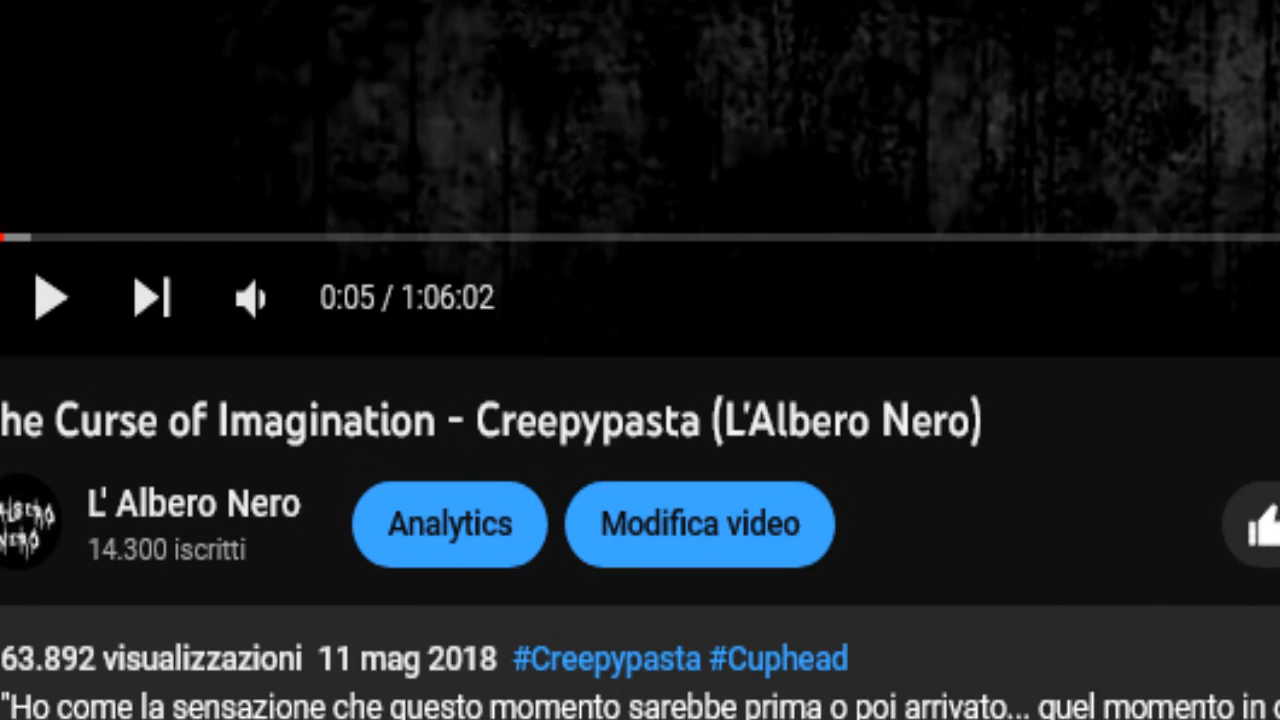 0:05 / 1:06:02
he Curse of Imagination - Creepypasta (L'Albero Nero)
ALBERO
NERO
L' Albero Nero
14.300 iscritti
Analytics
Modifica video
63.892 visualizzazioni 11 mag 2018 #Creepypasta #Cuphead
"Ho come la sensazione che questo momento sarebbe prima o poi arrivato... quel momento in